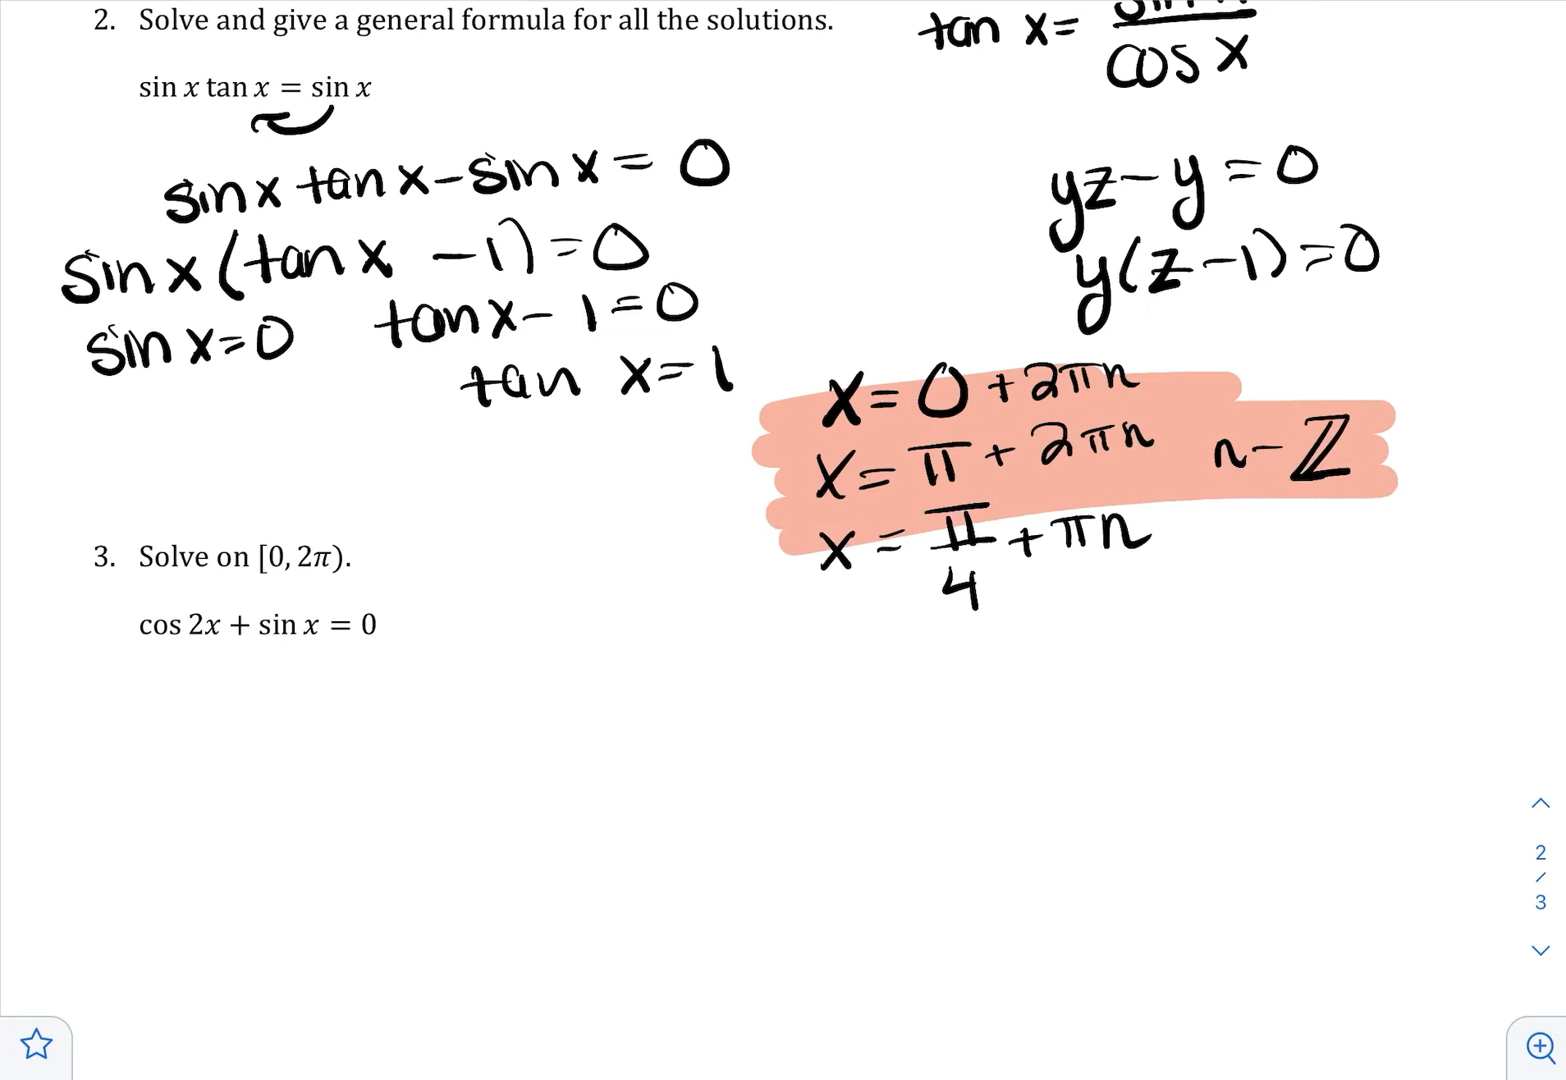 2. Solve and give a general formula for all the solutions.
sin x tan x = sin x
tan x =
cos x
sin x tan x - sin x = 0
sin x (tan x - 1) = 0
sin x = 0 tan x - 1 = 0
tan x = 1
yz - y = 0
y(z - 1) = 0
x = 0 + 2πn
x = π + 2πn n - ℤ
x = π/4 + πn
3. Solve on [0, 2π).
cos 2x + sin x = 0
2
/
3